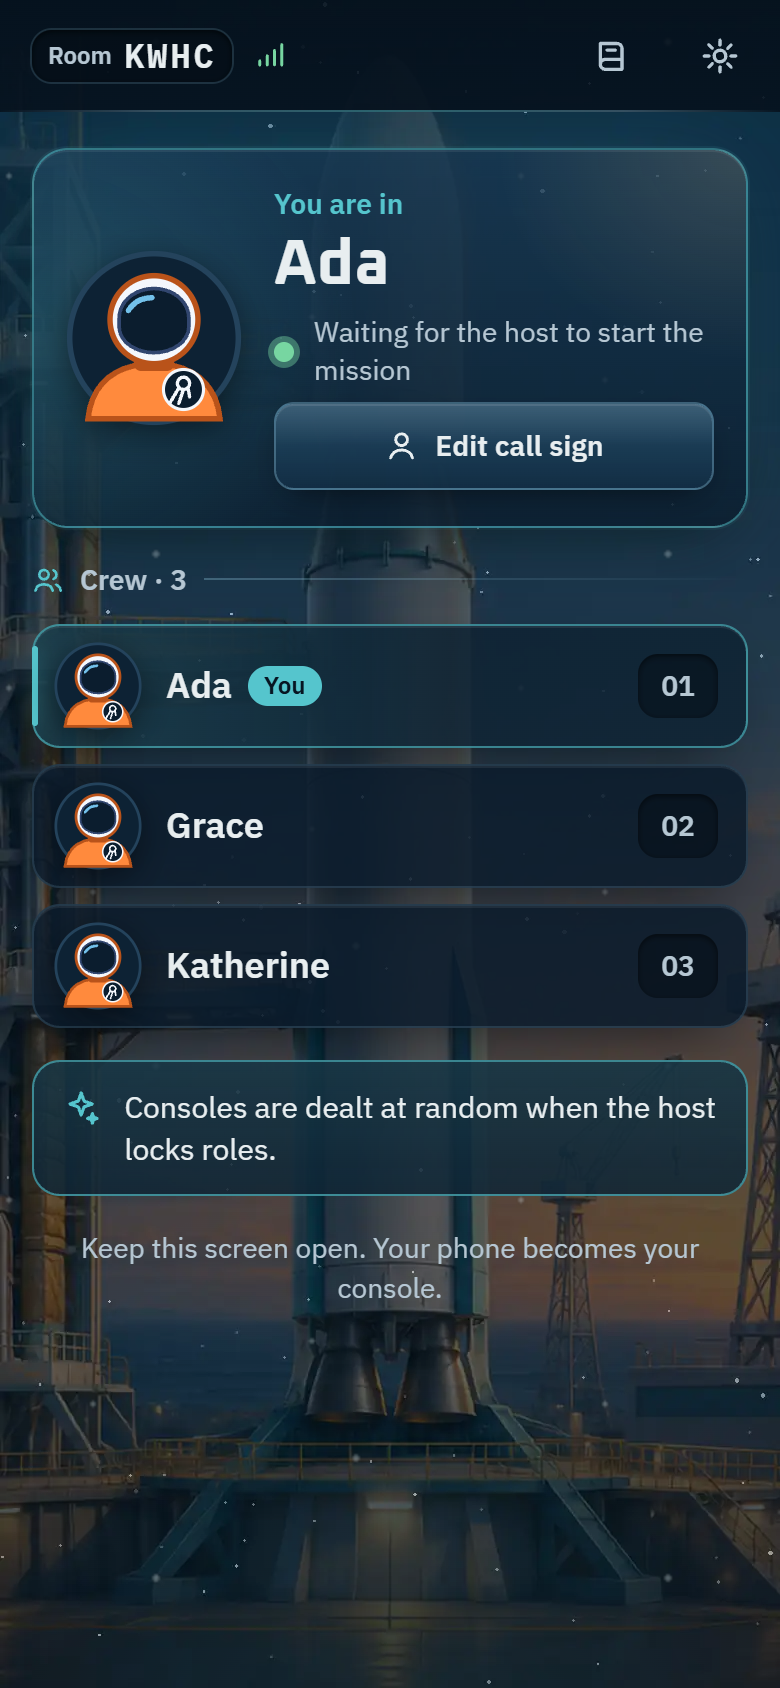 Room KWHC
You are in
Ada
Waiting for the host to start the
mission
Edit call sign
Crew · 3
Ada You 01
Grace 02
Katherine 03
Consoles are dealt at random when the host
locks roles.
Keep this screen open. Your phone becomes your
console.